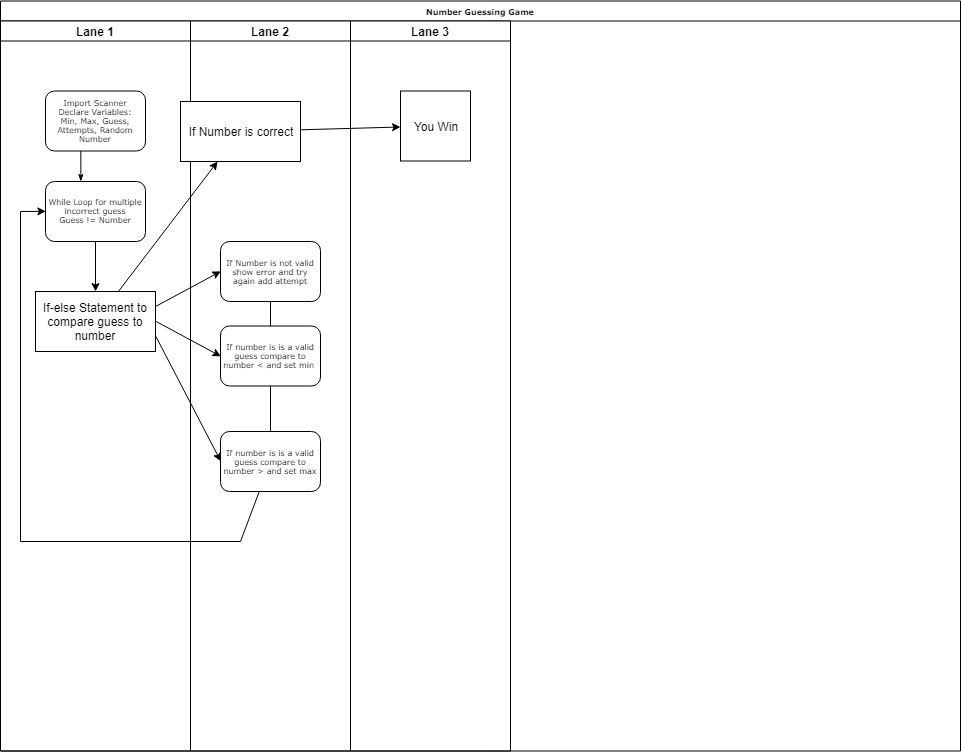 Number Guessing Game
Lane 1
Lane 2
Lane 3
Import Scanner
Declare Variables:
Min, Max, Guess,
Attempts, Random
Number
If Number is correct
You Win
While Loop for multiple
incorrect guess
Guess != Number
If Number is not valid
show error and try
again add attempt
If-else Statement to
compare guess to
number
If number is is a valid
guess compare to
number < and set min
If number is is a valid
guess compare to
number > and set max